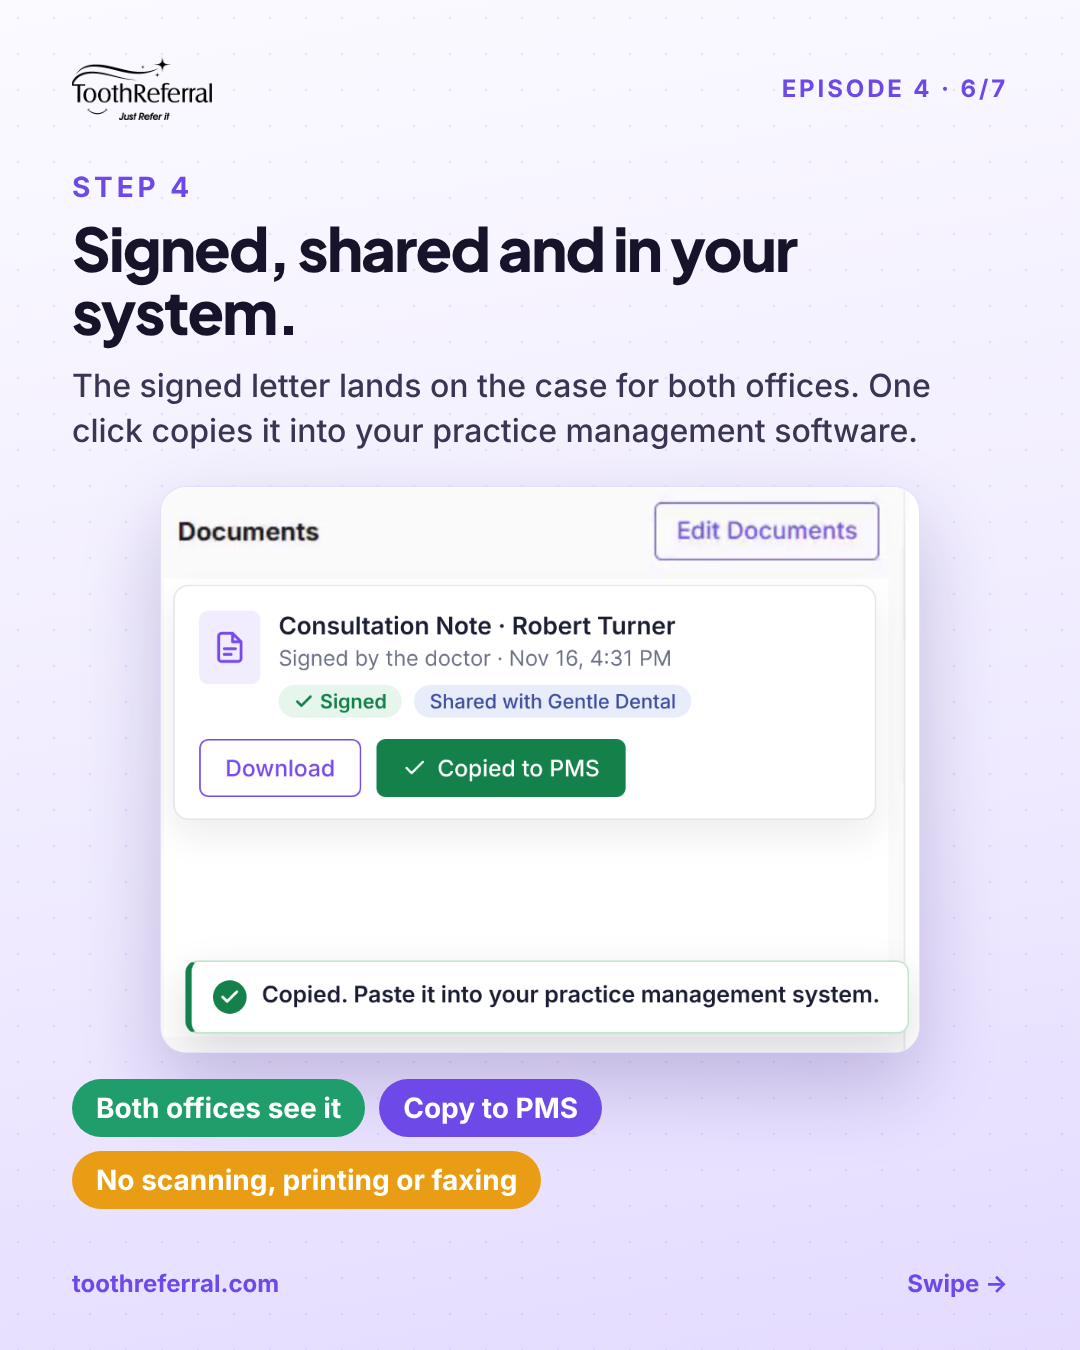 ToothReferral
Just Refer it
EPISODE 4 · 6/7
STEP 4
Signed, shared and in your
system.
The signed letter lands on the case for both offices. One
click copies it into your practice management software.
Documents
Edit Documents
Consultation Note · Robert Turner
Signed by the doctor · Nov 16, 4:31 PM
✓ Signed
Shared with Gentle Dental
Download
✓ Copied to PMS
Copied. Paste it into your practice management system.
Both offices see it
Copy to PMS
No scanning, printing or faxing
toothreferral.com
Swipe →